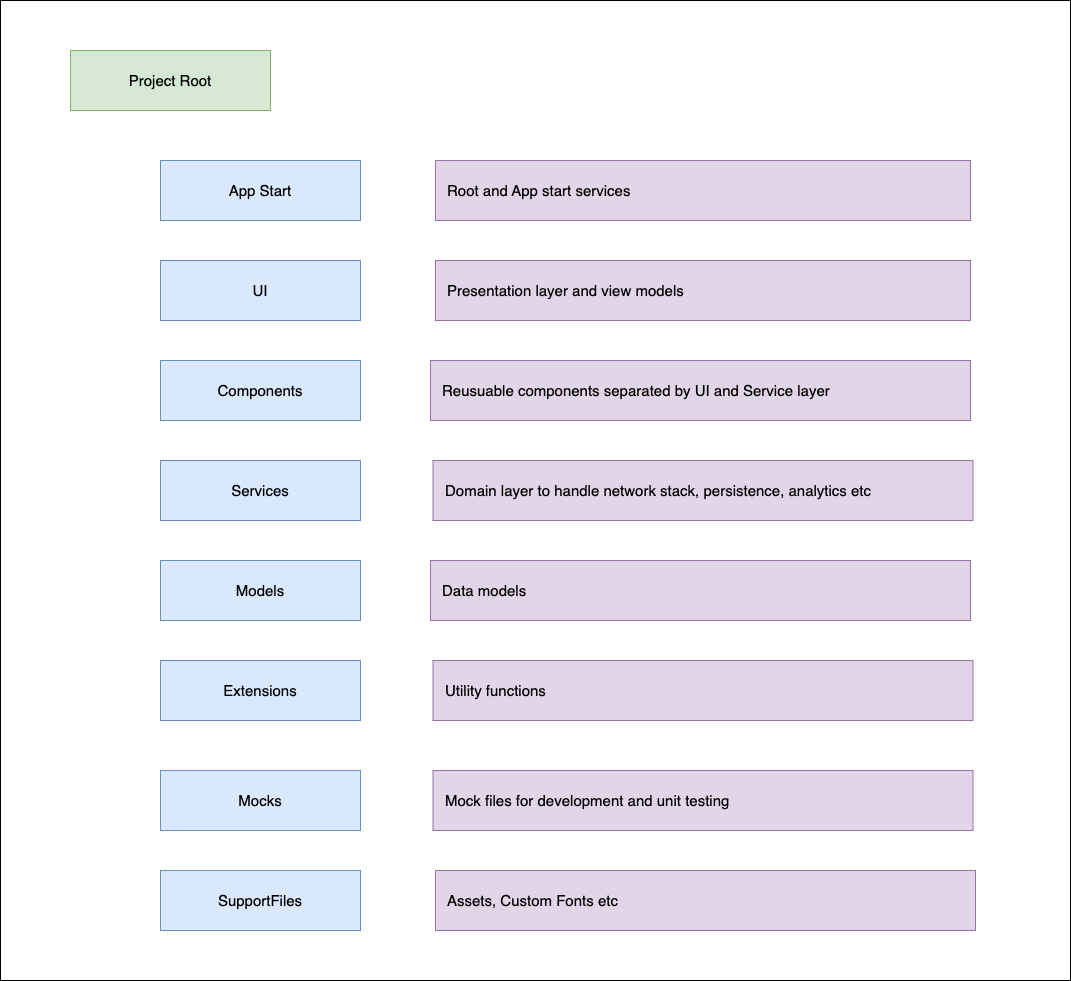 Project Root
App Start
Root and App start services
UI
Presentation layer and view models
Components
Reusuable components separated by UI and Service layer
Services
Domain layer to handle network stack, persistence, analytics etc
Models
Data models
Extensions
Utility functions
Mocks
Mock files for development and unit testing
SupportFiles
Assets, Custom Fonts etc